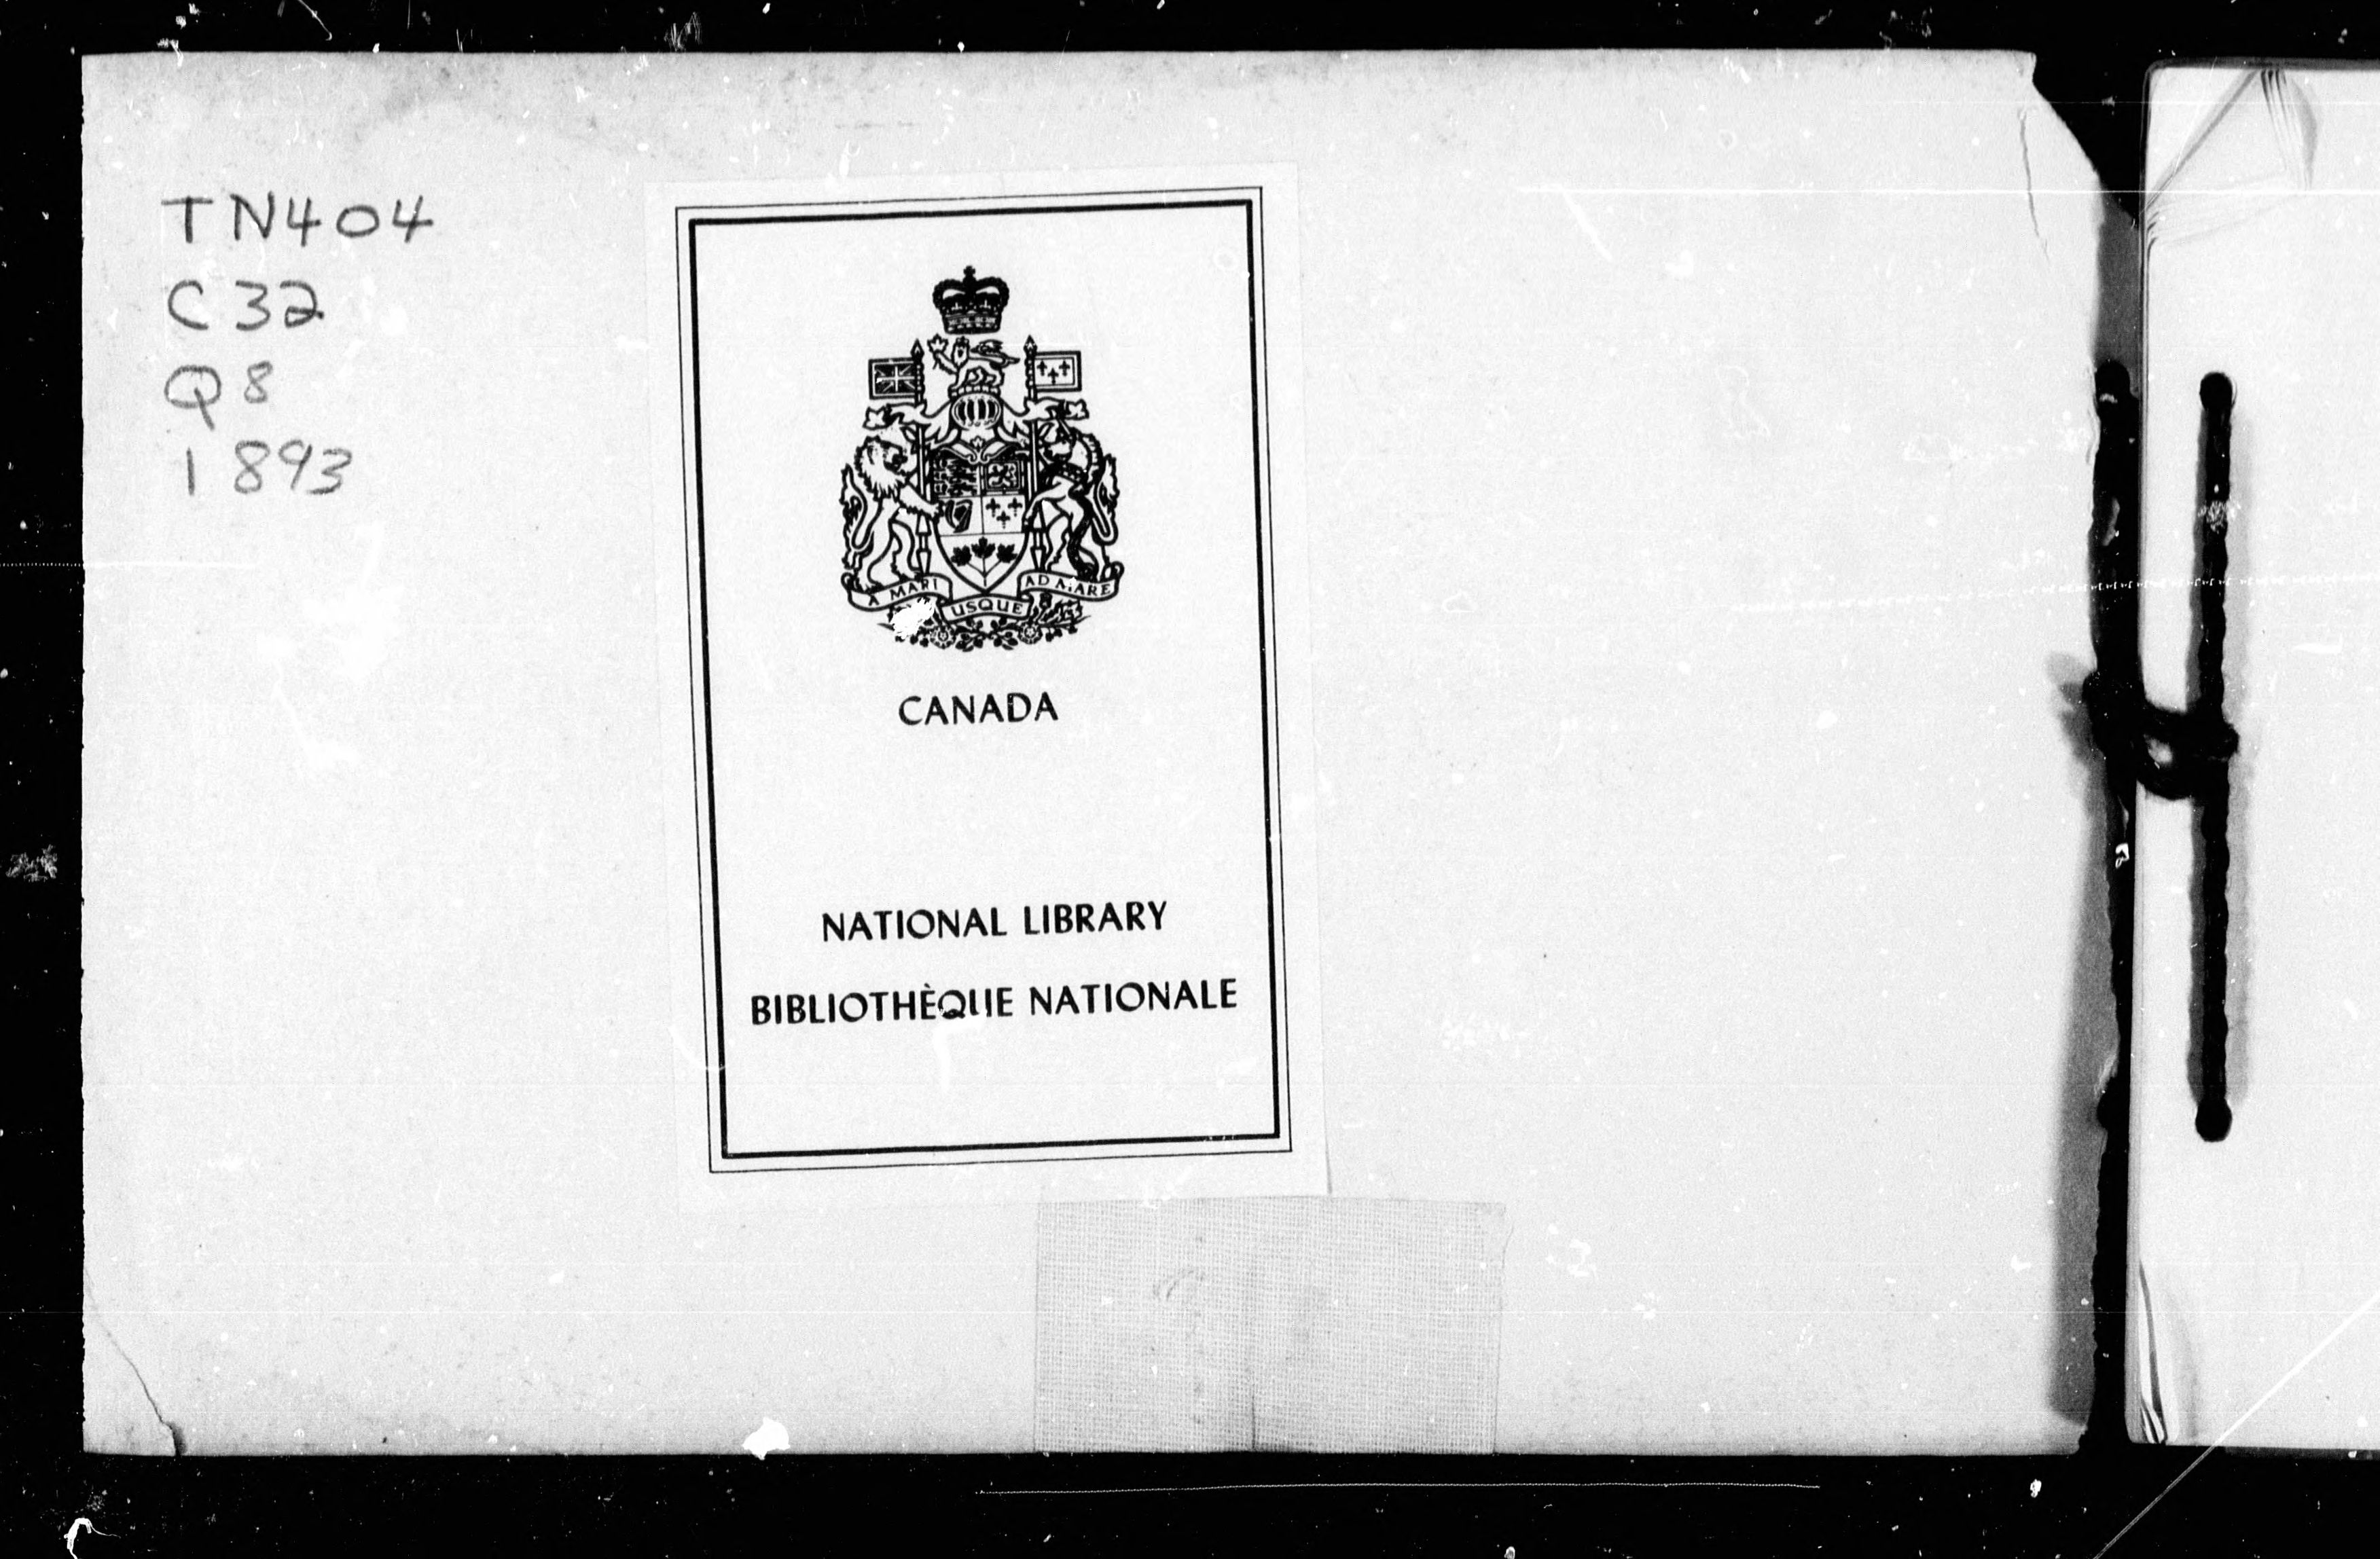 TN404
C32
Q8
1893
A MARI USQUE AD MARE
CANADA
NATIONAL LIBRARY
BIBLIOTHÈQUE NATIONALE